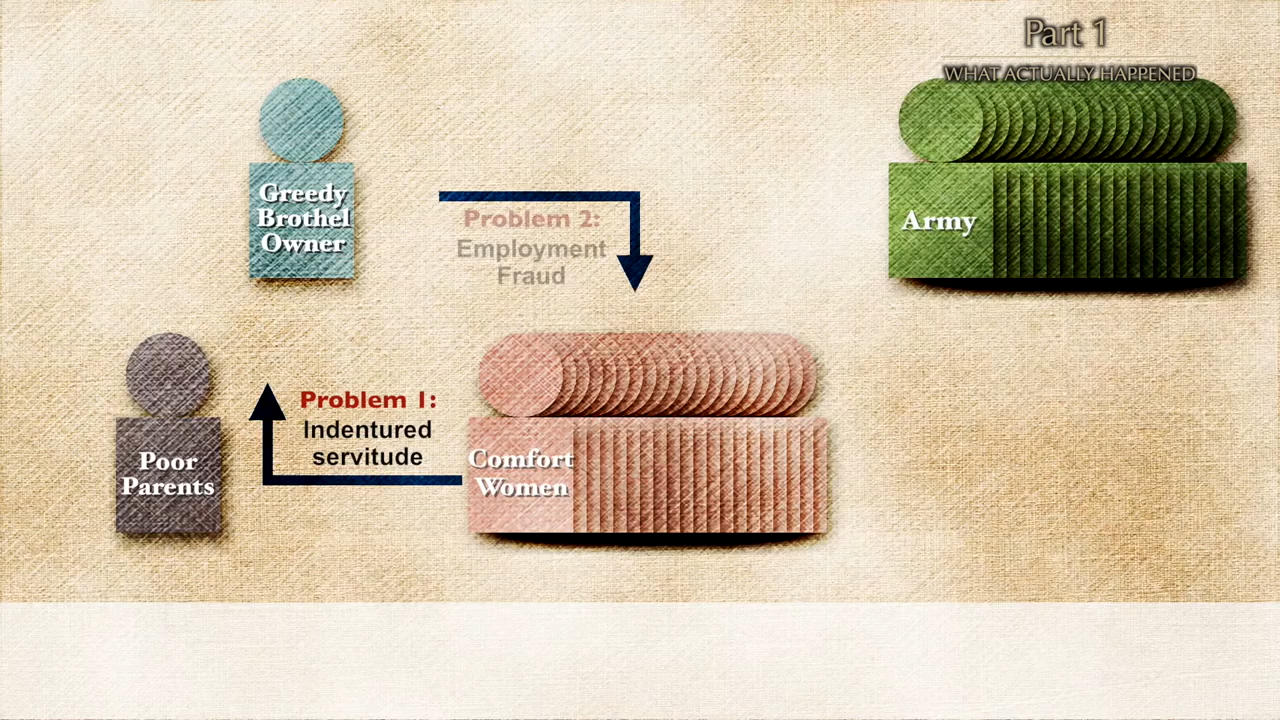 Part 1
WHAT ACTUALLY HAPPENED
Greedy
Brothel
Owner
Problem 2:
Employment
Fraud
Army
Poor
Parents
Problem 1:
Indentured
servitude
Comfort
Women